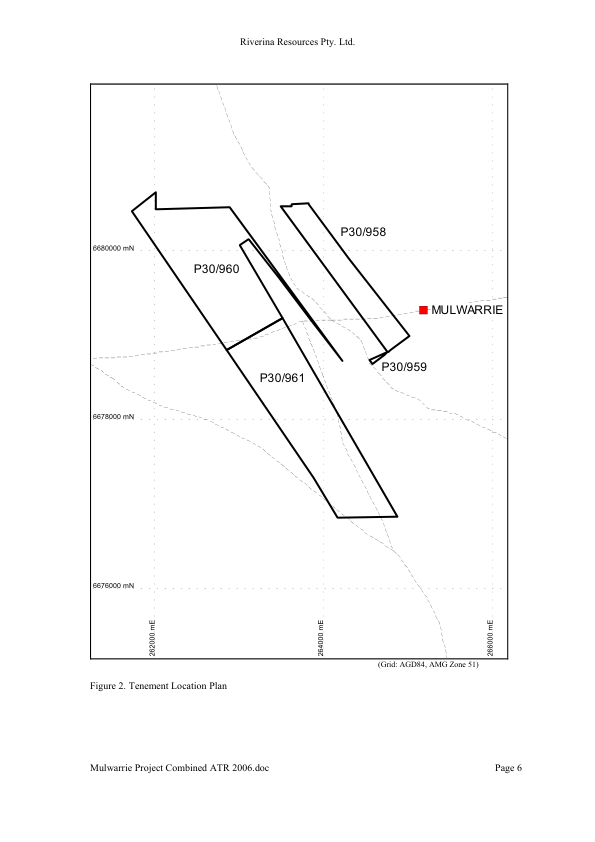 Riverina Resources Pty. Ltd.
P30/958
6680000 mN
P30/960
MULWARRIE
P30/959
P30/961
6678000 mN
6676000 mN
262000 mE
264000 mE
266000 mE
(Grid: AGD84, AMG Zone 51)
Figure 2. Tenement Location Plan
Mulwarrie Project Combined ATR 2006.doc
Page 6